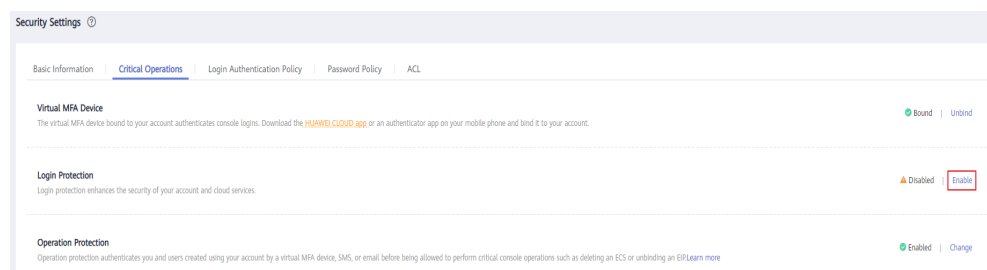 Security Settings ?
Basic Information | Critical Operations | Login Authentication Policy | Password Policy | ACL
Virtual MFA Device
The virtual MFA device bound to your account authenticates console logins. Download the HUAWEI CLOUD app or an authenticator app on your mobile phone and bind it to your account.
Bound | Unbind
Login Protection
Login protection enhances the security of your account and cloud services.
Disabled | Enable
Operation Protection
Operation protection authenticates you and users created using your account by a virtual MFA device, SMS, or email before being allowed to perform critical console operations such as deleting an ECS or unbinding an EIP.Learn more
Enabled | Change